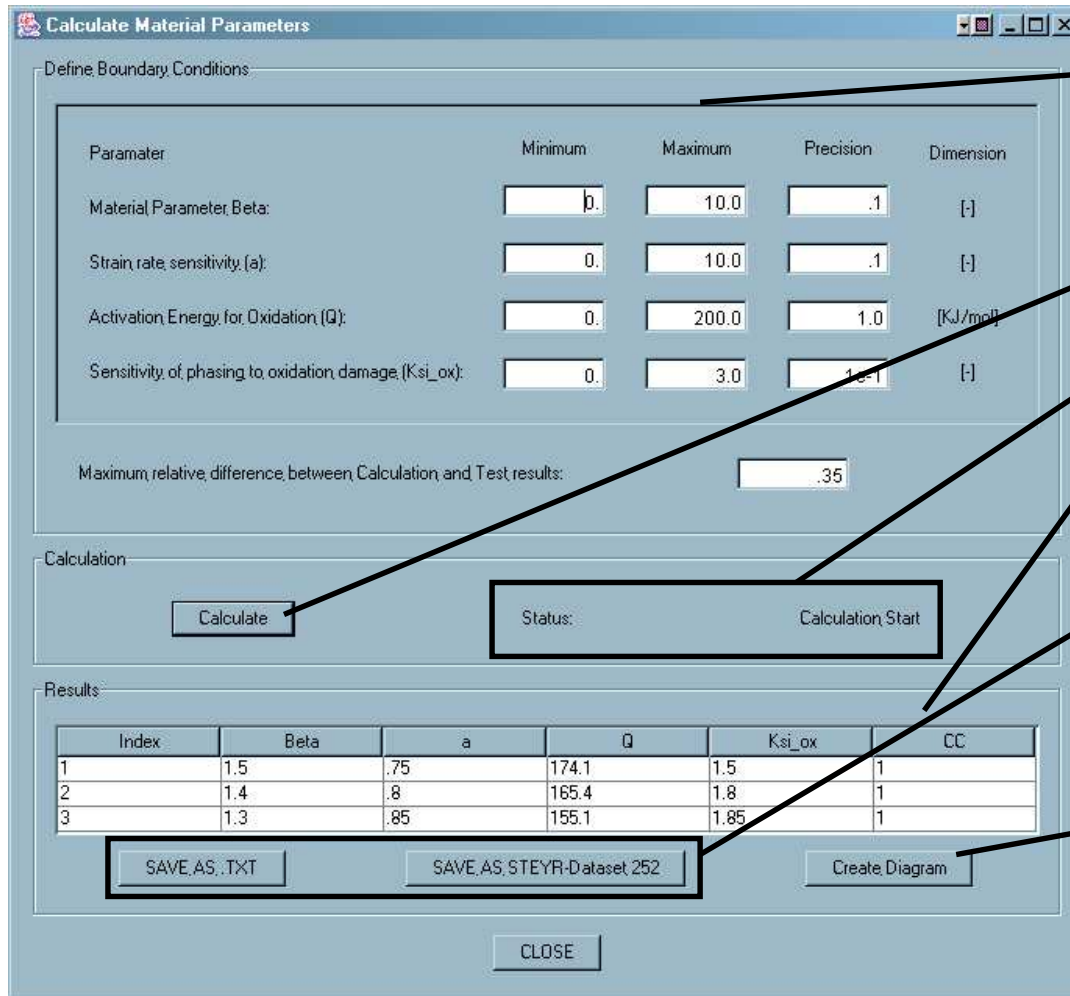 Calculate Material Parameters
Define Boundary Conditions
Paramater Minimum Maximum Precision Dimension
Material Parameter Beta: 0. 10.0 .1 [-]
Strain rate sensitivity (a): 0. 10.0 .1 [-]
Activation Energy for Oxidation (Q): 0. 200.0 1.0 [KJ/mol]
Sensitivity of phasing to oxidation damage (Ksi_ox): 0. 3.0 1e-1 [-]
Maximum relative difference between Calculation and Test results: .35
Calculation
Calculate Status: Calculation Start
Results
Index Beta a Q Ksi_ox CC
1 1.5 .75 174.1 1.5 1
2 1.4 .8 165.4 1.8 1
3 1.3 .85 155.1 1.85 1
SAVE AS .TXT SAVE AS STEYR-Dataset 252 Create Diagram
CLOSE